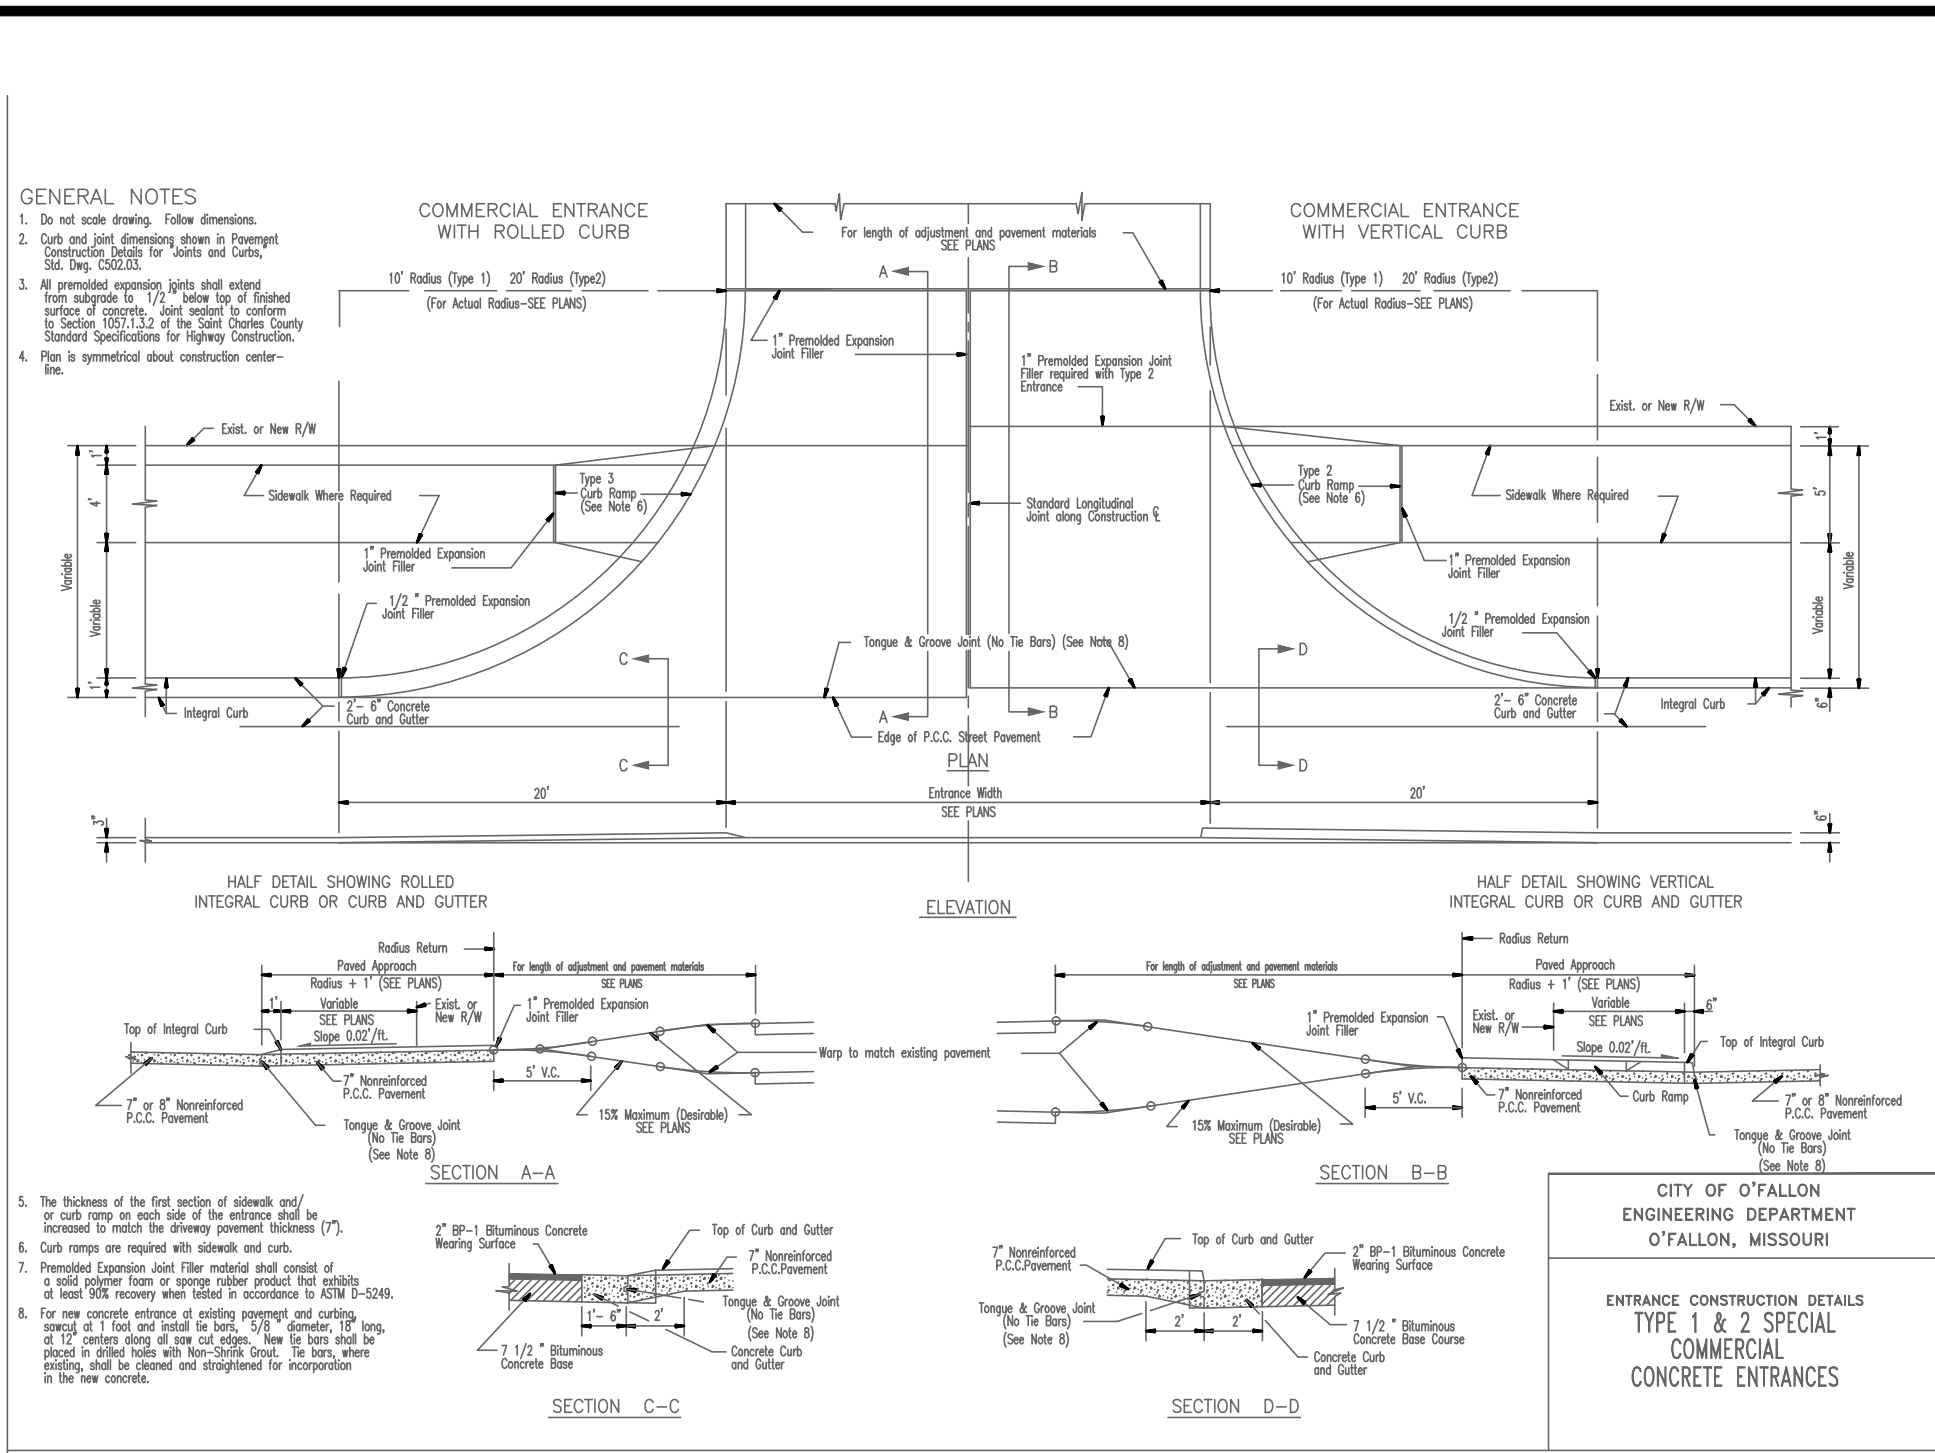 GENERAL NOTES
1. Do not scale drawing. Follow dimensions.
2. Curb and joint dimensions shown in Pavement
Construction Details for "Joints and Curbs,"
Std. Dwg. C502.03.
3. All premolded expansion joints shall extend
from subgrade to 1/2 " below top of finished
surface of concrete. Joint sealant to conform
to Section 1057.1.3.2 of the Saint Charles County
Standard Specifications for Highway Construction.
4. Plan is symmetrical about construction center-
line.
COMMERCIAL ENTRANCE
WITH ROLLED CURB
10' Radius (Type 1) 20' Radius (Type2)
(For Actual Radius-SEE PLANS)
For length of adjustment and pavement materials
SEE PLANS
A
B
COMMERCIAL ENTRANCE
WITH VERTICAL CURB
10' Radius (Type 1) 20' Radius (Type2)
(For Actual Radius-SEE PLANS)
1" Premolded Expansion
Joint Filler
1" Premolded Expansion Joint
Filler required with Type 2
Entrance
Exist. or New R/W
Exist. or New R/W
1'
4'
Variable
Variable
1'
Sidewalk Where Required
Type 3
Curb Ramp
(See Note 6)
1" Premolded Expansion
Joint Filler
1/2 " Premolded Expansion
Joint Filler
Standard Longitudinal
Joint along Construction ℄
Type 2
Curb Ramp
(See Note 6)
Sidewalk Where Required
1" Premolded Expansion
Joint Filler
1/2 " Premolded Expansion
Joint Filler
1'
5'
Variable
Variable
6"
Tongue & Groove Joint (No Tie Bars) (See Note 8)
C
D
Integral Curb
2'- 6" Concrete
Curb and Gutter
A
B
Edge of P.C.C. Street Pavement
2'- 6" Concrete
Curb and Gutter
Integral Curb
C
D
PLAN
20'
Entrance Width
SEE PLANS
20'
3"
6"
HALF DETAIL SHOWING ROLLED
INTEGRAL CURB OR CURB AND GUTTER
ELEVATION
HALF DETAIL SHOWING VERTICAL
INTEGRAL CURB OR CURB AND GUTTER
Radius Return
Paved Approach
Radius + 1' (SEE PLANS)
For length of adjustment and pavement materials
SEE PLANS
1'
Variable
SEE PLANS
Exist. or
New R/W
1" Premolded Expansion
Joint Filler
Top of Integral Curb
Slope 0.02'/ft.
Warp to match existing pavement
5' V.C.
7" Nonreinforced
P.C.C. Pavement
7" or 8" Nonreinforced
P.C.C. Pavement
15% Maximum (Desirable)
SEE PLANS
Tongue & Groove Joint
(No Tie Bars)
(See Note 8)
SECTION A-A
For length of adjustment and pavement materials
SEE PLANS
Radius Return
Paved Approach
Radius + 1' (SEE PLANS)
Variable
SEE PLANS
6"
1" Premolded Expansion
Joint Filler
Exist. or
New R/W
Slope 0.02'/ft.
Top of Integral Curb
5' V.C.
7" Nonreinforced
P.C.C. Pavement
Curb Ramp
7" or 8" Nonreinforced
P.C.C. Pavement
15% Maximum (Desirable)
SEE PLANS
Tongue & Groove Joint
(No Tie Bars)
(See Note 8)
SECTION B-B
5. The thickness of the first section of sidewalk and/
or curb ramp on each side of the entrance shall be
increased to match the driveway pavement thickness (7").
6. Curb ramps are required with sidewalk and curb.
7. Premolded Expansion Joint Filler material shall consist of
a solid polymer foam or sponge rubber product that exhibits
at least 90% recovery when tested in accordance to ASTM D-5249.
8. For new concrete entrance at existing pavement and curbing,
sawcut at 1 foot and install tie bars, 5/8 " diameter, 18" long,
at 12" centers along all saw cut edges. New tie bars shall be
placed in drilled holes with Non-Shrink Grout. Tie bars, where
existing, shall be cleaned and straightened for incorporation
in the new concrete.
2" BP-1 Bituminous Concrete
Wearing Surface
Top of Curb and Gutter
7" Nonreinforced
P.C.C.Pavement
1'- 6"
2'
Tongue & Groove Joint
(No Tie Bars)
(See Note 8)
7 1/2 " Bituminous
Concrete Base
Concrete Curb
and Gutter
SECTION C-C
7" Nonreinforced
P.C.C.Pavement
Top of Curb and Gutter
2" BP-1 Bituminous Concrete
Wearing Surface
Tongue & Groove Joint
(No Tie Bars)
(See Note 8)
2'
2'
7 1/2 " Bituminous
Concrete Base Course
Concrete Curb
and Gutter
SECTION D-D
CITY OF O'FALLON
ENGINEERING DEPARTMENT
O'FALLON, MISSOURI
ENTRANCE CONSTRUCTION DETAILS
TYPE 1 & 2 SPECIAL
COMMERCIAL
CONCRETE ENTRANCES